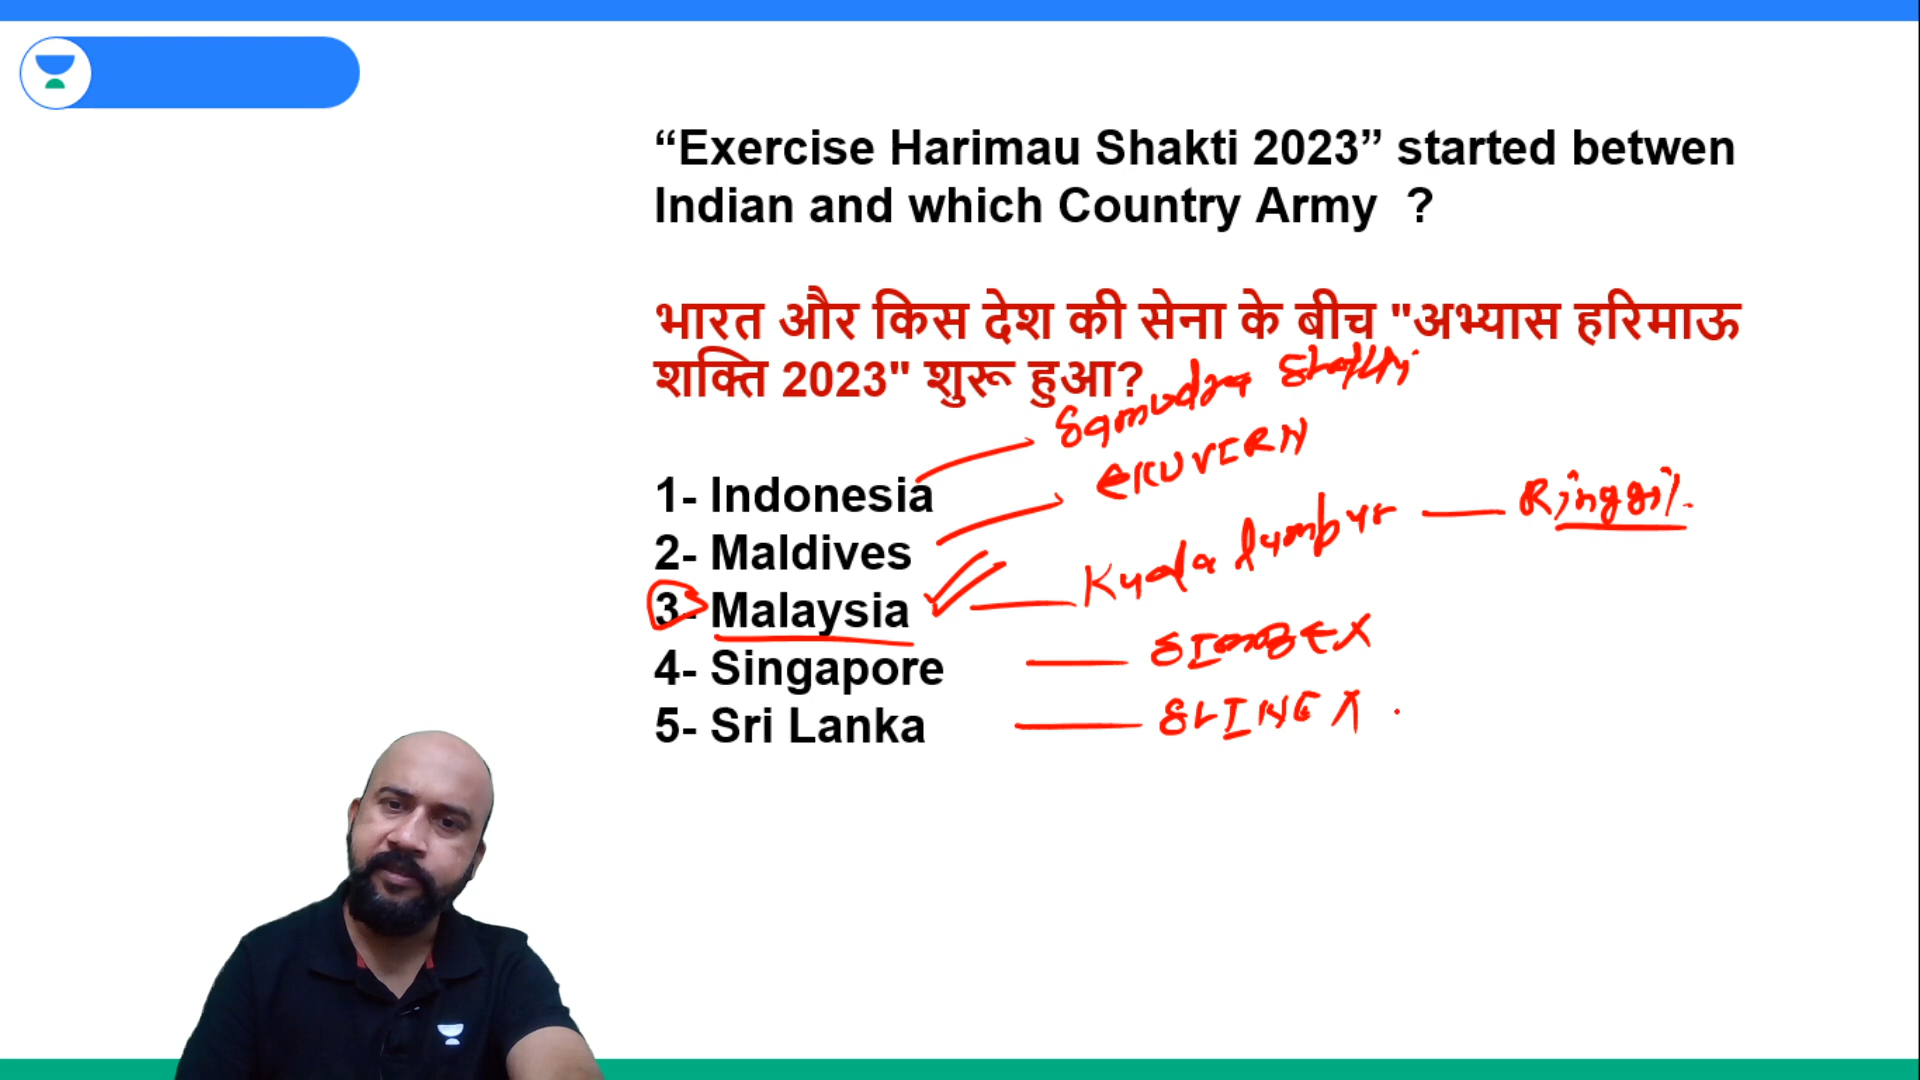 “Exercise Harimau Shakti 2023” started betwen
Indian and which Country Army ?
भारत और किस देश की सेना के बीच "अभ्यास हरिमाऊ
शक्ति 2023" शुरू हुआ?
Samudra Shakti
EKUVERN
1- Indonesia
2- Maldives
Kuala lumpur — Ringgit.
3- Malaysia
4- Singapore — SIMBEX
5- Sri Lanka — SLINEX .